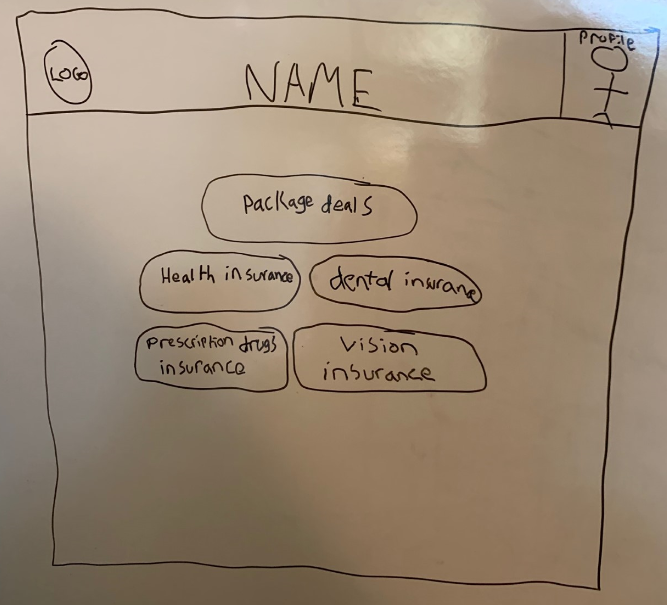 Profile
LOGO
NAME
Package deals
Health insurance
dental insurance
Prescription drugs
insurance
Vision
insurance